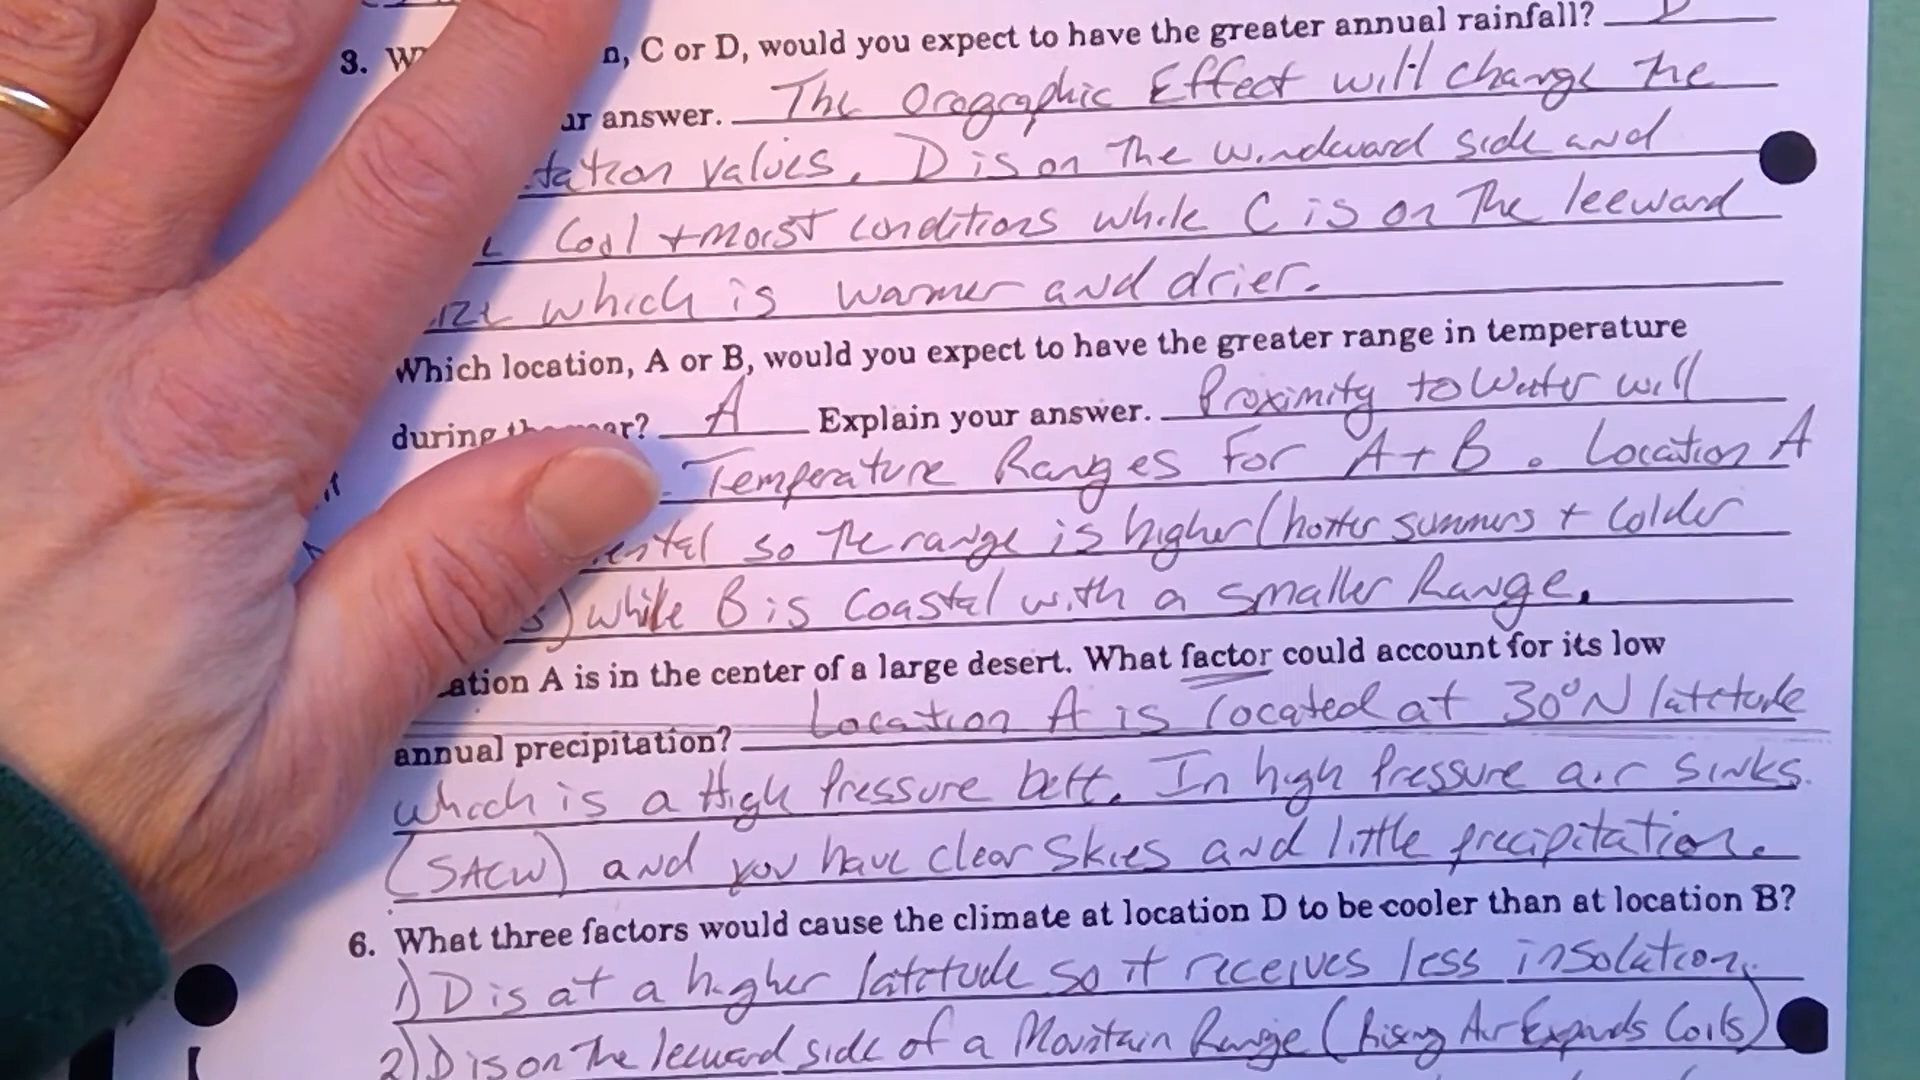 3. W n, C or D, would you expect to have the greater annual rainfall? D
ur answer. The Orographic Effect will change the
tation values. D is on the windward side and
Cool + moist conditions while C is on the leeward
which is warmer and drier.
Which location, A or B, would you expect to have the greater range in temperature
during the year? A Explain your answer. Proximity to water will
Temperature Ranges For A + B. Location A
ental so the range is higher (hotter summers + colder
s) while B is Coastal with a smaller Range.
ation A is in the center of a large desert. What factor could account for its low
annual precipitation? Location A is located at 30°N latitude
which is a High Pressure belt. In high Pressure air sinks.
(SACW) and you have clear skies and little precipitation.
6. What three factors would cause the climate at location D to be cooler than at location B?
1) D is at a higher latitude so it receives less insolation.
2) D is on the leeward side of a Mountain Range (Rising Air Expands Cools)